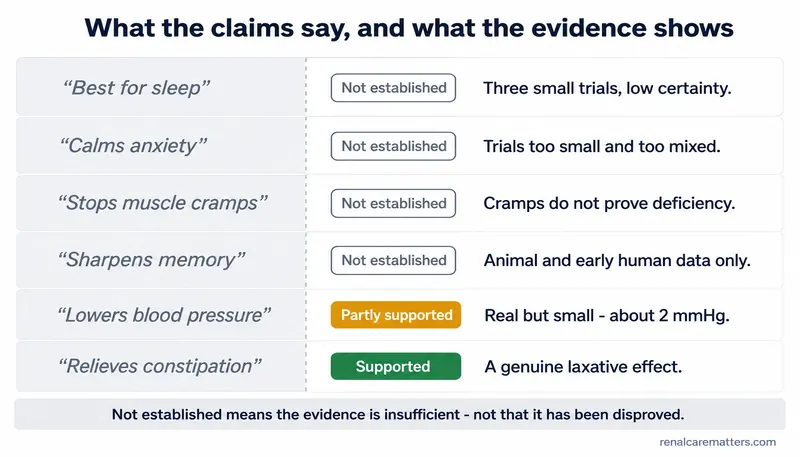 What the claims say, and what the evidence shows
“Best for sleep” Not established Three small trials, low certainty.
“Calms anxiety” Not established Trials too small and too mixed.
“Stops muscle cramps” Not established Cramps do not prove deficiency.
“Sharpens memory” Not established Animal and early human data only.
“Lowers blood pressure” Partly supported Real but small - about 2 mmHg.
“Relieves constipation” Supported A genuine laxative effect.
Not established means the evidence is insufficient - not that it has been disproved.
renalcarematters.com